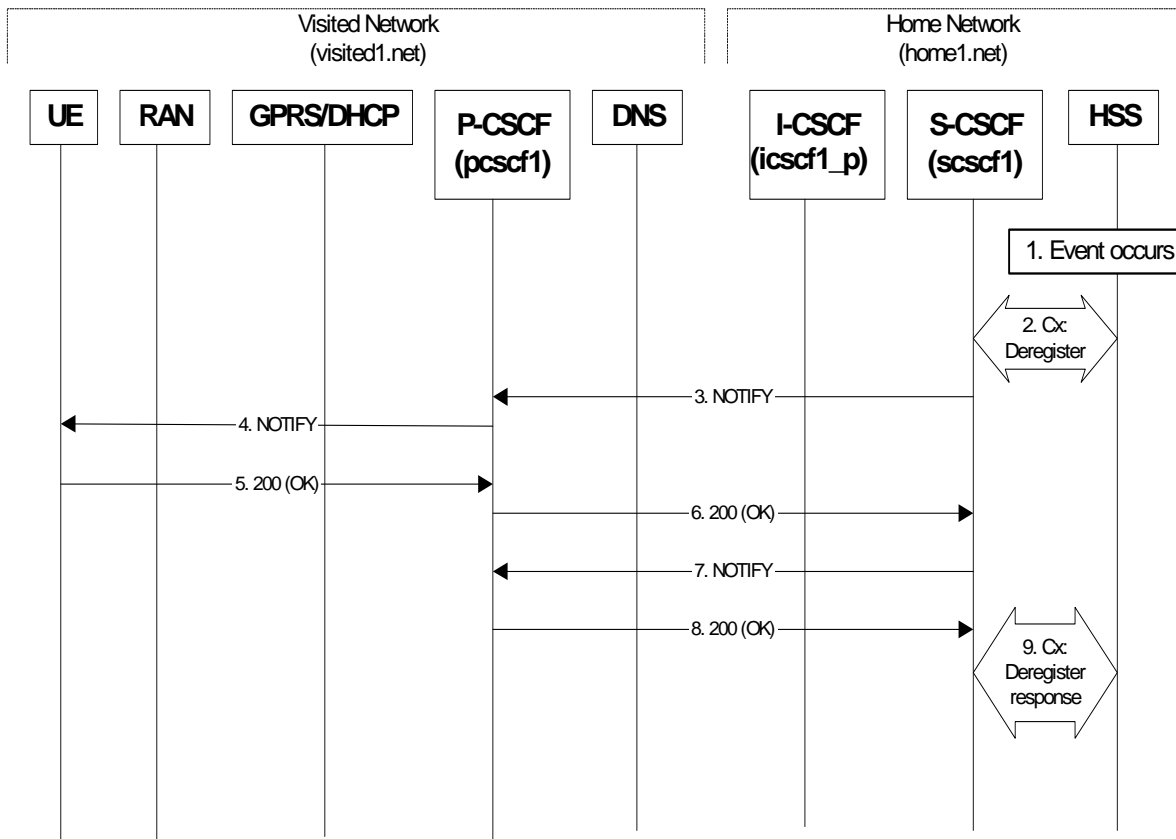 Visited Network
(visited1.net)
Home Network
(home1.net)
UE
RAN
GPRS/DHCP
P-CSCF
(pcscf1)
DNS
I-CSCF
(icscf1_p)
S-CSCF
(scscf1)
HSS
1. Event occurs
2. Cx:
Deregister
3. NOTIFY
4. NOTIFY
5. 200 (OK)
6. 200 (OK)
7. NOTIFY
8. 200 (OK)
9. Cx:
Deregister
response